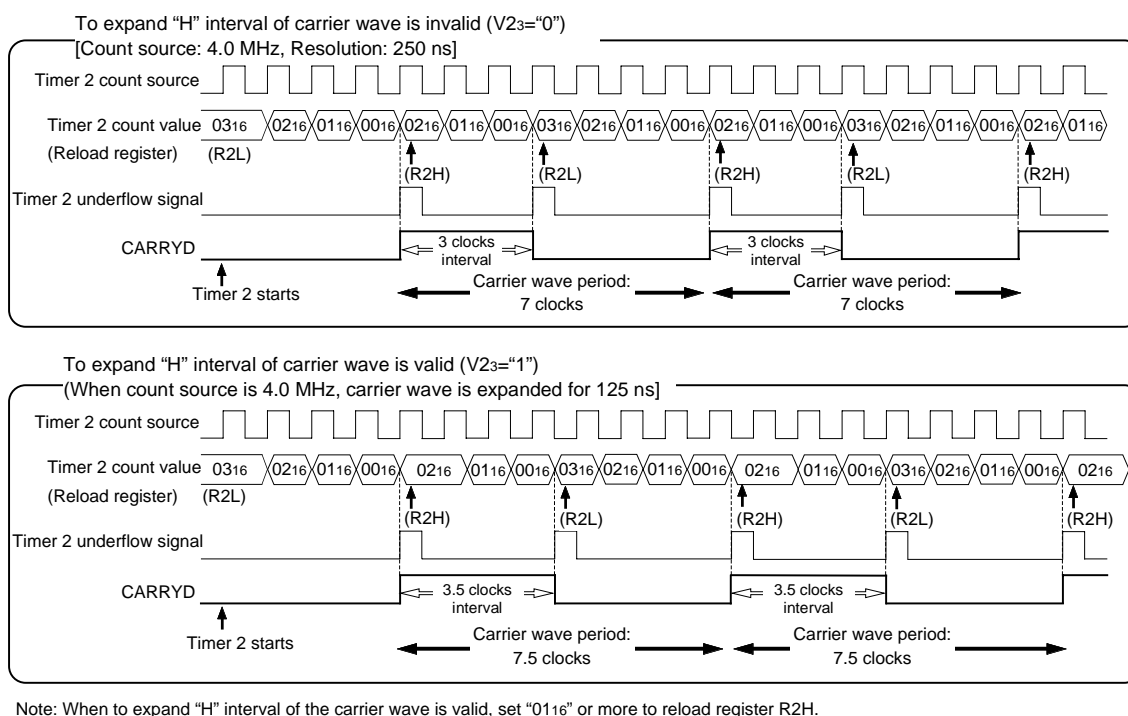 To expand “H” interval of carrier wave is invalid (V23=“0”)
[Count source: 4.0 MHz, Resolution: 250 ns]
Timer 2 count source
Timer 2 count value 0316 0216 0116 0016 0216 0116 0016 0316 0216 0116 0016 0216 0116 0016 0316 0216 0116 0016 0216 0116
(Reload register) (R2L) (R2H) (R2L) (R2H) (R2L) (R2H)
Timer 2 underflow signal
CARRYD 3 clocks interval 3 clocks interval
Timer 2 starts Carrier wave period: 7 clocks Carrier wave period: 7 clocks
To expand “H” interval of carrier wave is valid (V23=“1”)
(When count source is 4.0 MHz, carrier wave is expanded for 125 ns]
Timer 2 count source
Timer 2 count value 0316 0216 0116 0016 0216 0116 0016 0316 0216 0116 0016 0216 0116 0016 0316 0216 0116 0016 0216
(Reload register) (R2L) (R2H) (R2L) (R2H) (R2L) (R2H)
Timer 2 underflow signal
CARRYD 3.5 clocks interval 3.5 clocks interval
Timer 2 starts Carrier wave period: 7.5 clocks Carrier wave period: 7.5 clocks
Note: When to expand “H” interval of the carrier wave is valid, set “0116” or more to reload register R2H.